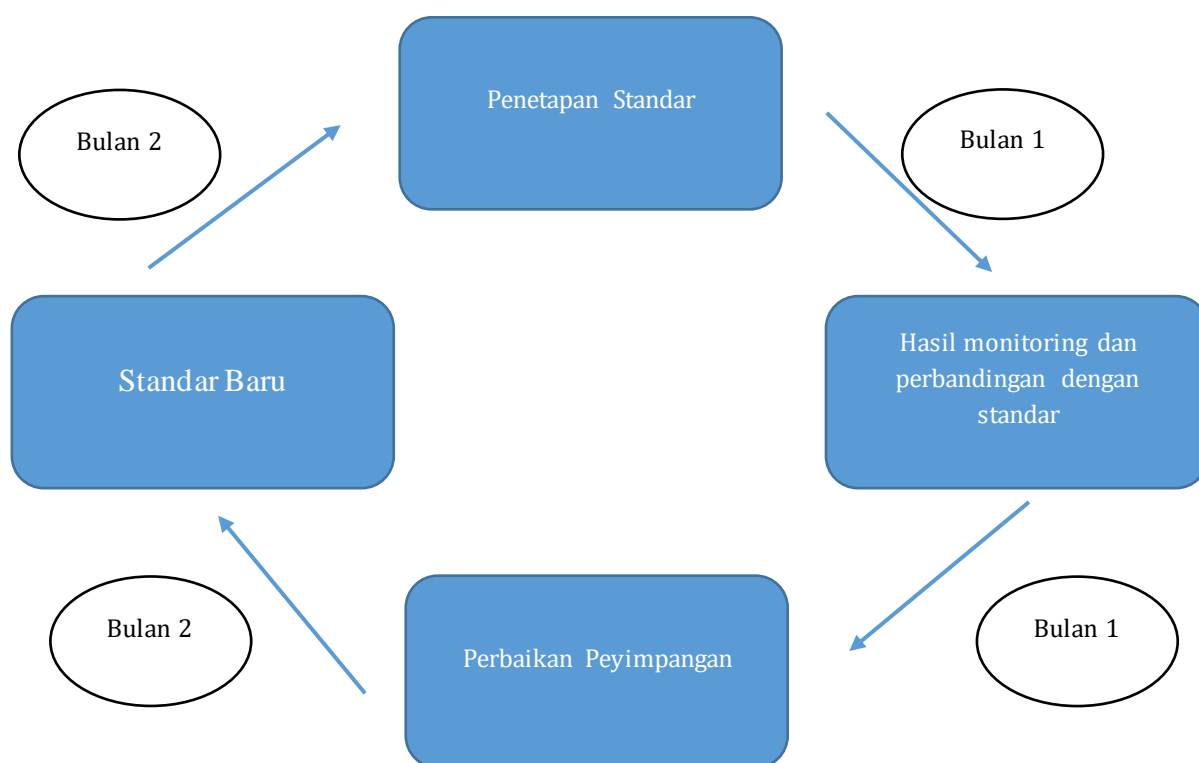 Penetapan Standar
Bulan 2
Bulan 1
Standar Baru
Hasil monitoring dan
perbandingan dengan
standar
Bulan 2
Perbaikan Peyimpangan
Bulan 1